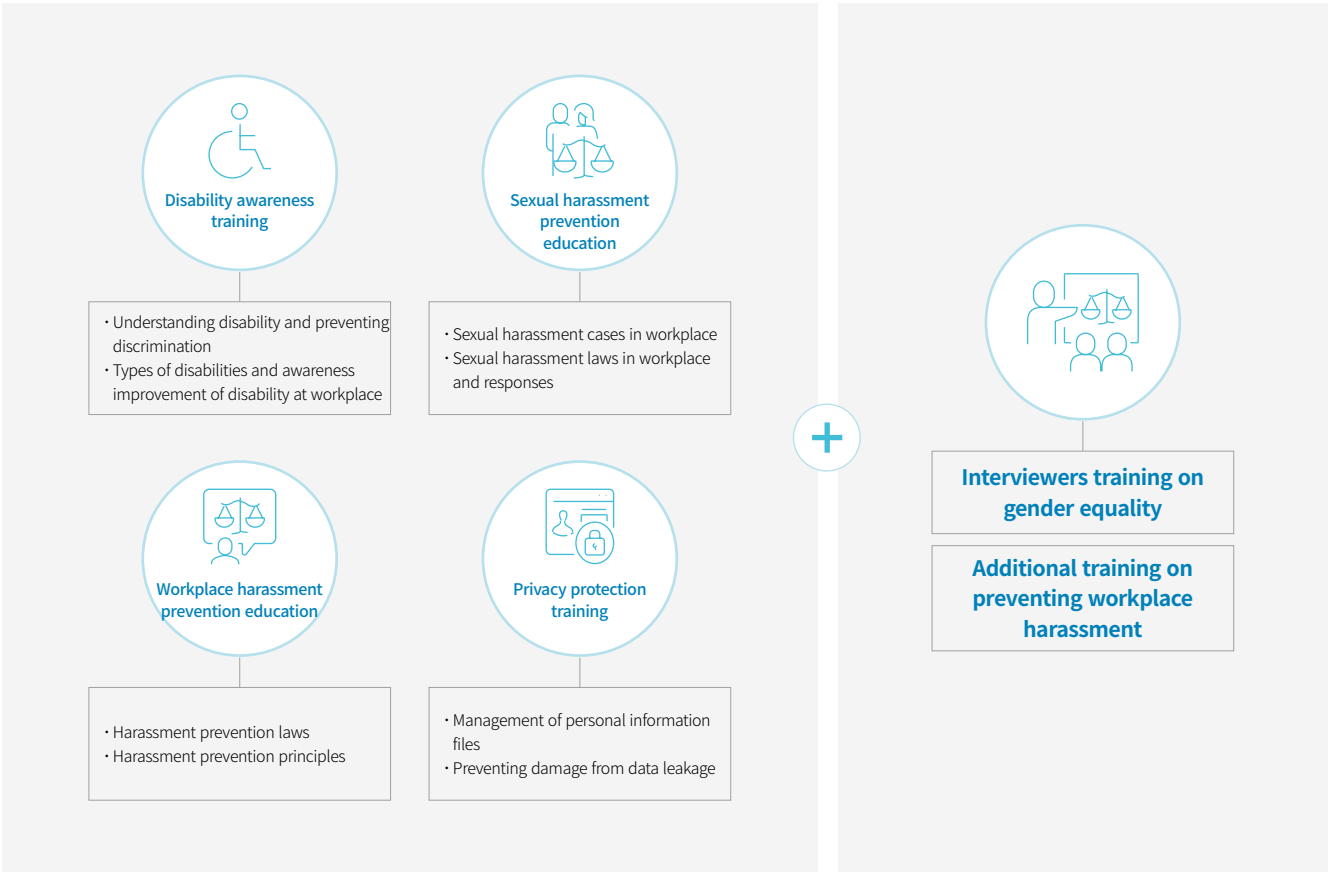 Disability awareness
training
・Understanding disability and preventing
discrimination
・Types of disabilities and awareness
improvement of disability at workplace
Sexual harassment
prevention
education
・Sexual harassment cases in workplace
・Sexual harassment laws in workplace
and responses
Workplace harassment
prevention education
・Harassment prevention laws
・Harassment prevention principles
Privacy protection
training
・Management of personal information
files
・Preventing damage from data leakage
+
Interviewers training on
gender equality
Additional training on
preventing workplace
harassment